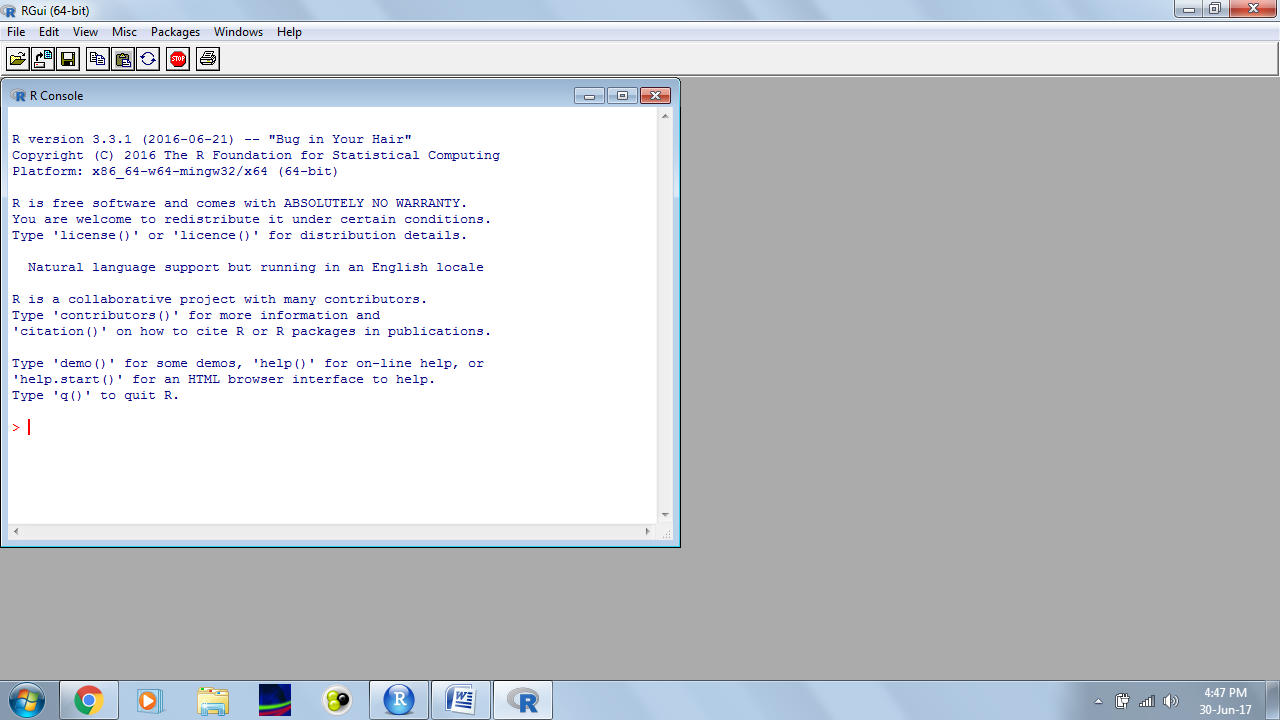 RGui (64-bit)
File Edit View Misc Packages Windows Help
STOP
R Console
R version 3.3.1 (2016-06-21) -- "Bug in Your Hair"
Copyright (C) 2016 The R Foundation for Statistical Computing
Platform: x86_64-w64-mingw32/x64 (64-bit)
R is free software and comes with ABSOLUTELY NO WARRANTY.
You are welcome to redistribute it under certain conditions.
Type 'license()' or 'licence()' for distribution details.
  Natural language support but running in an English locale
R is a collaborative project with many contributors.
Type 'contributors()' for more information and
'citation()' on how to cite R or R packages in publications.
Type 'demo()' for some demos, 'help()' for on-line help, or
'help.start()' for an HTML browser interface to help.
Type 'q()' to quit R.
>
R W R
4:47 PM
30-Jun-17